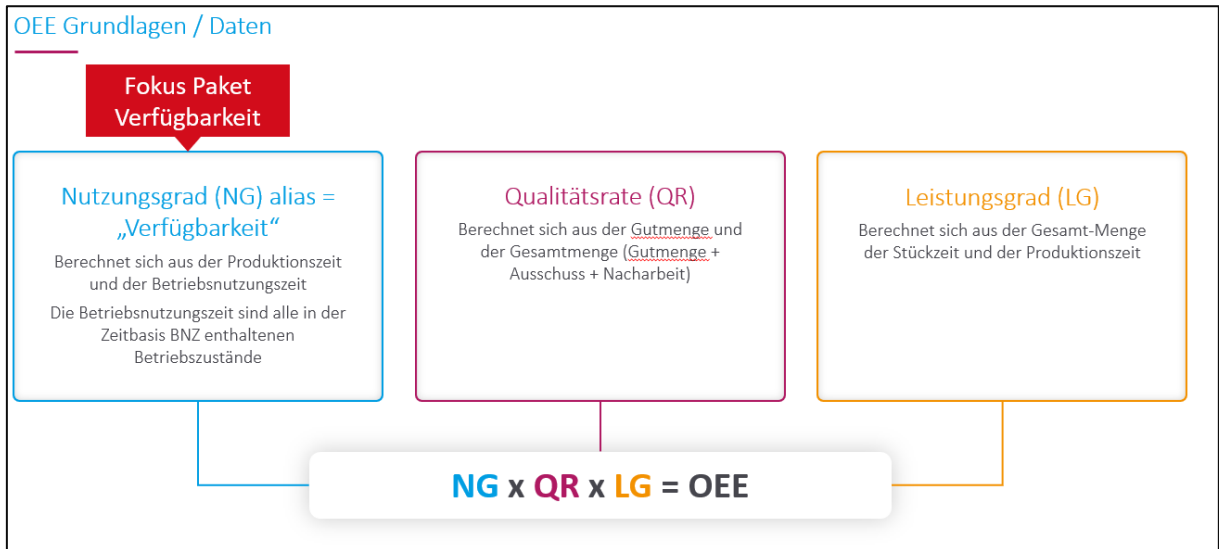 OEE Grundlagen / Daten
Fokus Paket
Verfügbarkeit
Nutzungsgrad (NG) alias =
„Verfügbarkeit“
Berechnet sich aus der Produktionszeit
und der Betriebsnutzungszeit
Die Betriebsnutzungszeit sind alle in der
Zeitbasis BNZ enthaltenen
Betriebszustände
Qualitätsrate (QR)
Berechnet sich aus der Gutmenge und
der Gesamtmenge (Gutmenge +
Ausschuss + Nacharbeit)
Leistungsgrad (LG)
Berechnet sich aus der Gesamt-Menge
der Stückzeit und der Produktionszeit
NG x QR x LG = OEE